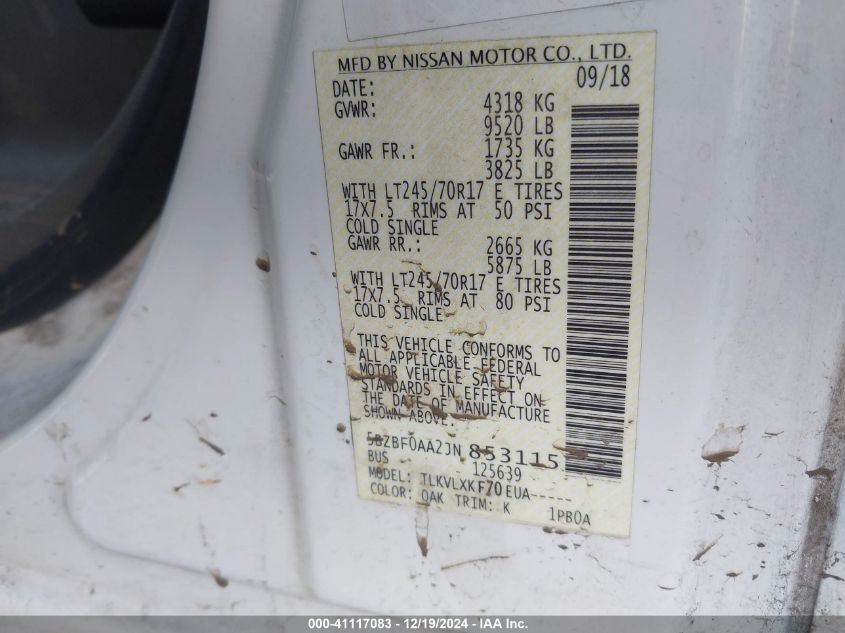 MFD BY NISSAN MOTOR CO., LTD.
DATE: 09/18
GVWR: 4318 KG
9520 LB
GAWR FR.: 1735 KG
3825 LB
WITH LT245/70R17 E TIRES
17X7.5 RIMS AT 50 PSI
COLD SINGLE
GAWR RR.: 2665 KG
5875 LB
WITH LT245/70R17 E TIRES
17X7.5 RIMS AT 80 PSI
COLD SINGLE
THIS VEHICLE CONFORMS TO
ALL APPLICABLE FEDERAL
MOTOR VEHICLE SAFETY
STANDARDS IN EFFECT ON
THE DATE OF MANUFACTURE
SHOWN ABOVE.
5BZBF0AA2JN 853115
BUS 125639
MODEL: TLKVLXKF70EUA-----
COLOR: QAK TRIM: K 1PB0A
000-41117083 - 12/19/2024 - IAA Inc.